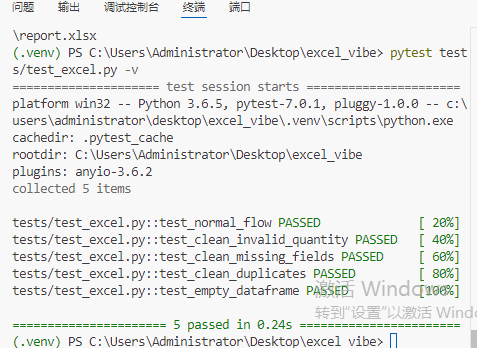 问题 输出 调试控制台 终端 端口
\report.xlsx
(.venv) PS C:\Users\Administrator\Desktop\excel_vibe> pytest test
s/test_excel.py -v
===================== test session starts ======================
platform win32 -- Python 3.6.5, pytest-7.0.1, pluggy-1.0.0 -- c:\
users\administrator\desktop\excel_vibe\.venv\scripts\python.exe
cachedir: .pytest_cache
rootdir: C:\Users\Administrator\Desktop\excel_vibe
plugins: anyio-3.6.2
collected 5 items
tests/test_excel.py::test_normal_flow PASSED [ 20%]
tests/test_excel.py::test_clean_invalid_quantity PASSED [ 40%]
tests/test_excel.py::test_clean_missing_fields PASSED [ 60%]
tests/test_excel.py::test_clean_duplicates PASSED [ 80%]
tests/test_excel.py::test_empty_dataframe PASSED [100%]
激活 Windows
转到"设置"以激活 Windows
====================== 5 passed in 0.24s =======================
(.venv) PS C:\Users\Administrator\Desktop\excel_vibe>